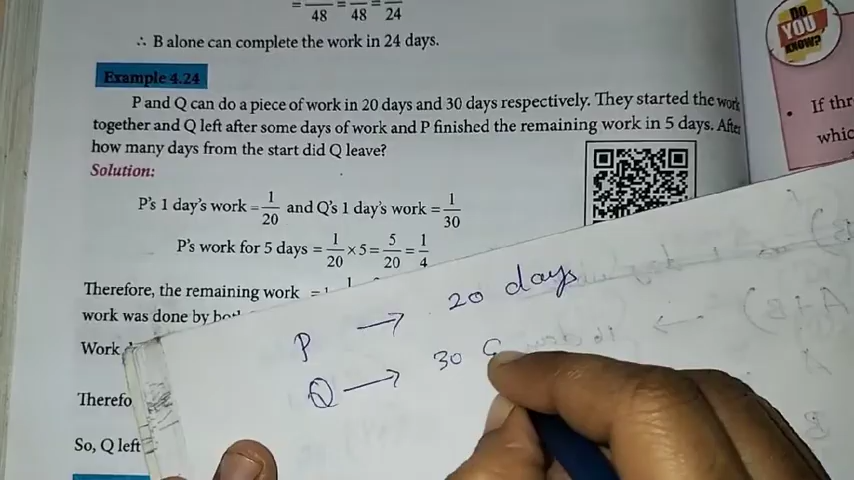 = /48 = /48 = /24
∴ B alone can complete the work in 24 days.
Example 4.24
P and Q can do a piece of work in 20 days and 30 days respectively. They started the work
together and Q left after some days of work and P finished the remaining work in 5 days. After
how many days from the start did Q leave?
Solution:
P's 1 day's work = 1/20 and Q's 1 day's work = 1/30
P's work for 5 days = 1/20 × 5 = 5/20 = 1/4
Therefore, the remaining work = 1
work was done by
Work
So, Q left
DO YOU KNOW?
If
P → 20 days
Q → 30